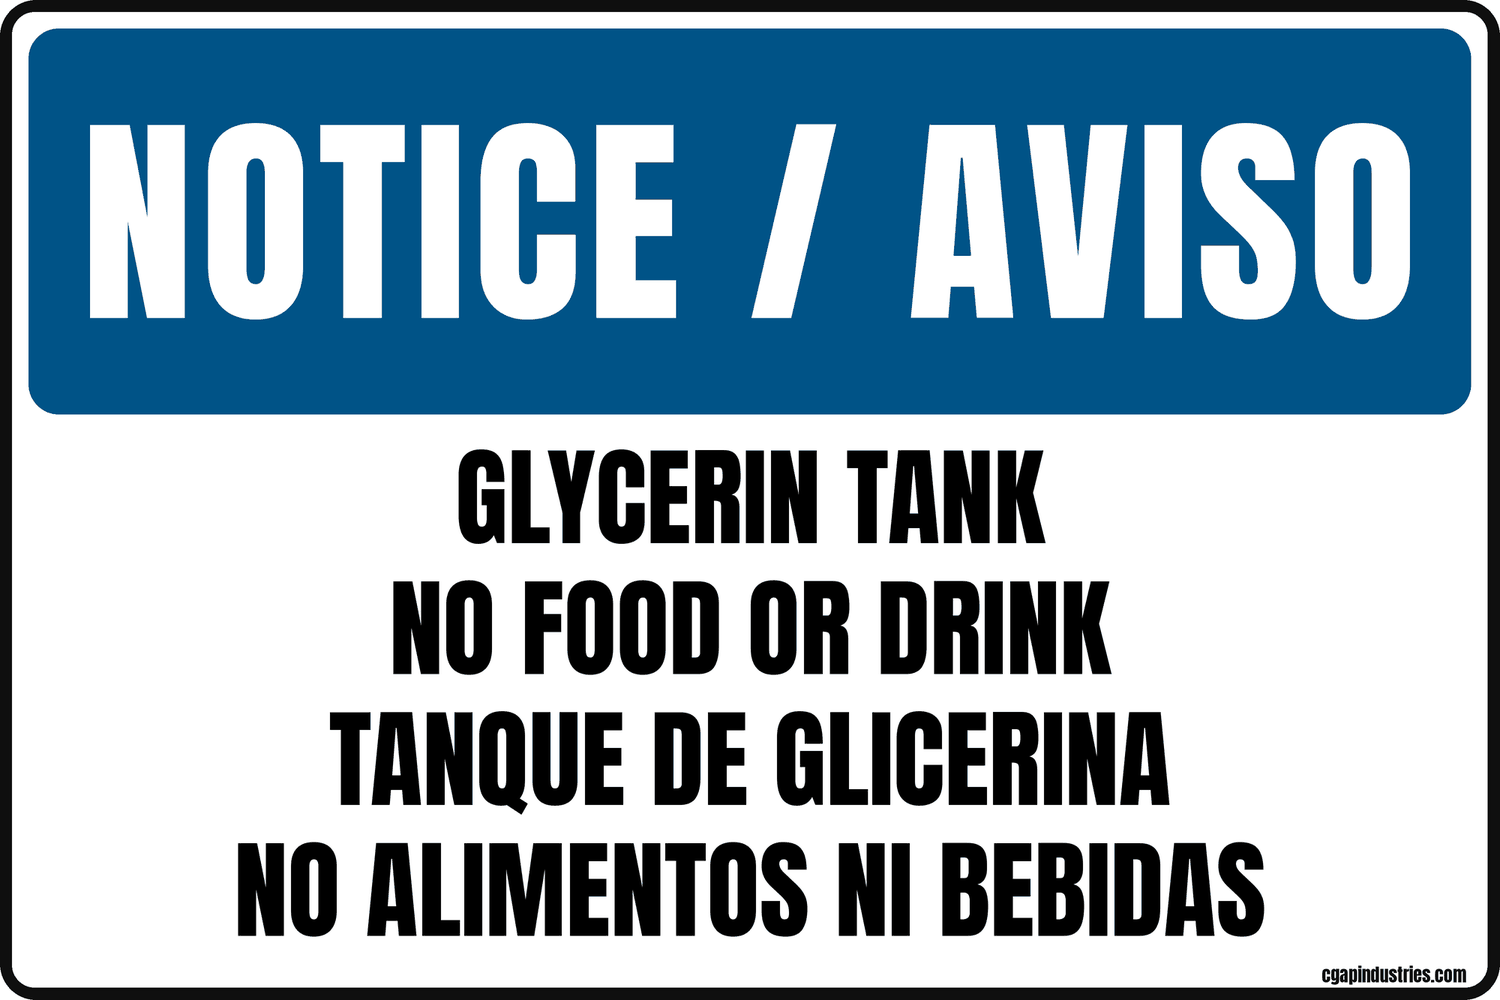 NOTICE / AVISO
GLYCERIN TANK
NO FOOD OR DRINK
TANQUE DE GLICERINA
NO ALIMENTOS NI BEBIDAS
cgapindustries.com